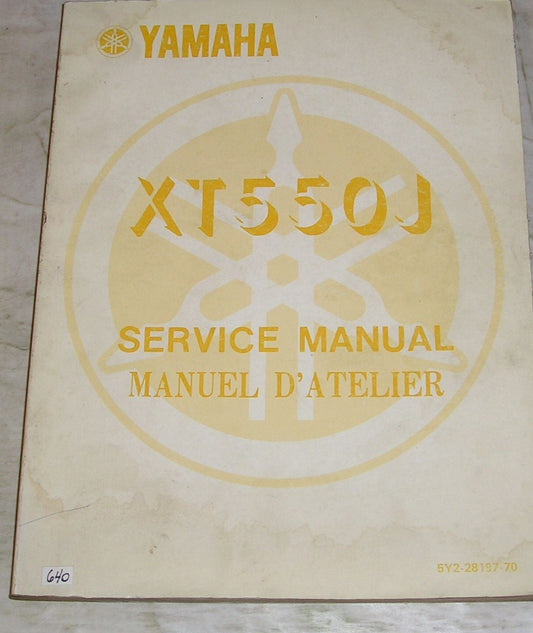 YAMAHA
XT550J
SERVICE MANUAL
MANUEL D'ATELIER
640
5Y2-28197-70